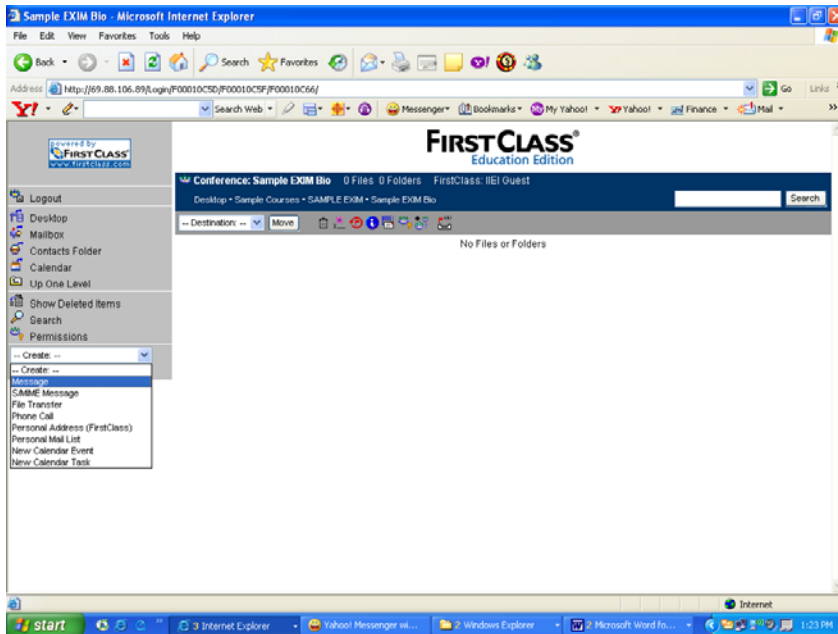 Sample EXIM Bio - Microsoft Internet Explorer
File Edit View Favorites Tools Help
Back Search Favorites
Address http://69.88.106.89/Login/F00010C5D/F00010C5F/F00010C66/ Go Links
Y! Search Web Messenger Bookmarks My Yahoo! Yahoo! Finance Mail »
powered by
FIRSTCLASS
www.firstclass.com
FIRSTCLASS®
Education Edition
Conference: Sample EXIM Bio 0 Files 0 Folders FirstClass: IIEI Guest
Desktop • Sample Courses • SAMPLE EXIM • Sample EXIM Bio Search
-- Destination: -- Move
No Files or Folders
Logout
Desktop
Mailbox
Contacts Folder
Calendar
Up One Level
Show Deleted Items
Search
Permissions
-- Create: --
-- Create: --
Message
S/MIME Message
File Transfer
Phone Call
Personal Address (FirstClass)
Personal Mail List
New Calendar Event
New Calendar Task
Internet
start » 3 Internet Explorer Yahoo! Messenger wi... 2 Windows Explorer 2 Microsoft Word fo... 1:23 PM